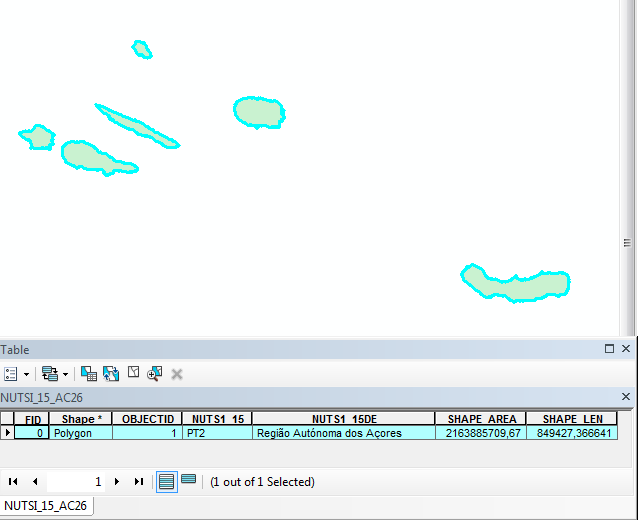 Table
NUTSI_15_AC26
FID Shape * OBJECTID NUTS1_15 NUTS1_15DE SHAPE_AREA SHAPE_LEN
0 Polygon 1 PT2 Região Autónoma dos Açores 2163885709,67 849427,366641
1 (1 out of 1 Selected)
NUTSI_15_AC26